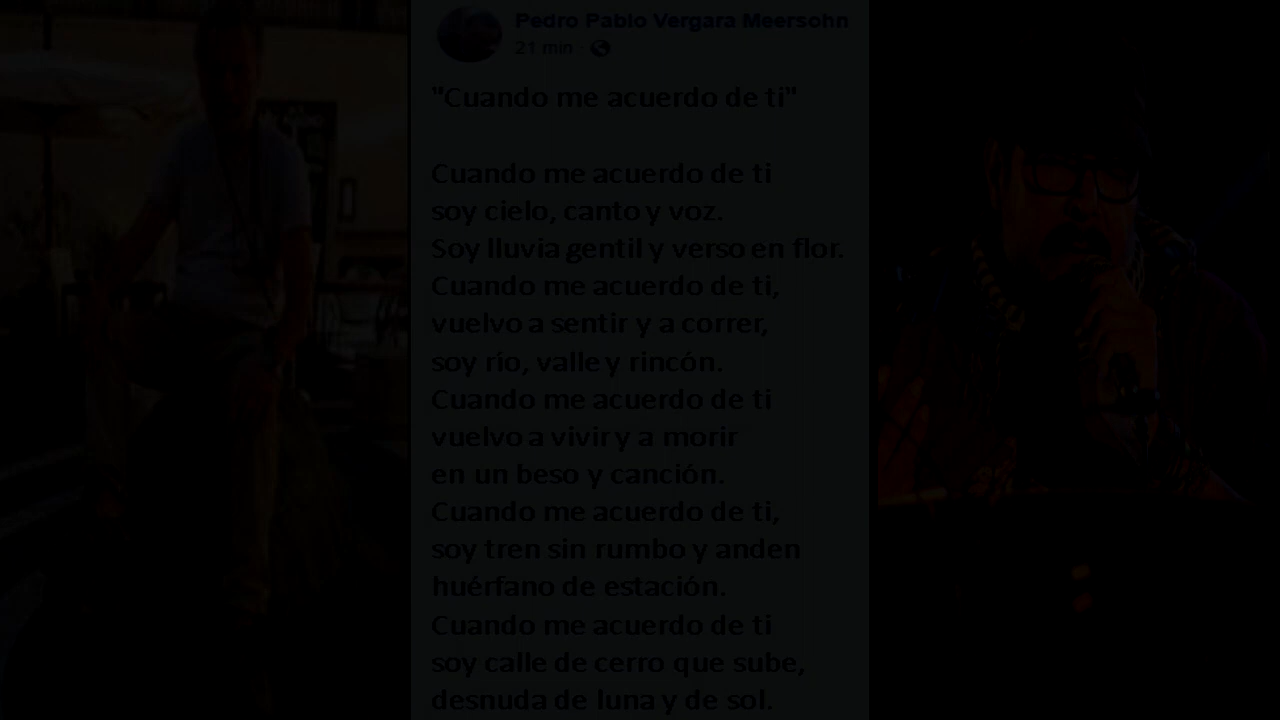 Pedro Pablo Vergara Meersohn
21 min ·
"Cuando me acuerdo de ti"
Cuando me acuerdo de ti
soy cielo, canto y voz.
Soy lluvia gentil y verso en flor.
Cuando me acuerdo de ti,
vuelvo a sentir y a correr,
soy río, valle y rincón.
Cuando me acuerdo de ti
vuelvo a vivir y a morir
en un beso y canción.
Cuando me acuerdo de ti,
soy tren sin rumbo y anden
huérfano de estación.
Cuando me acuerdo de ti
soy calle de cerro que sube,
desnuda de luna y de sol.